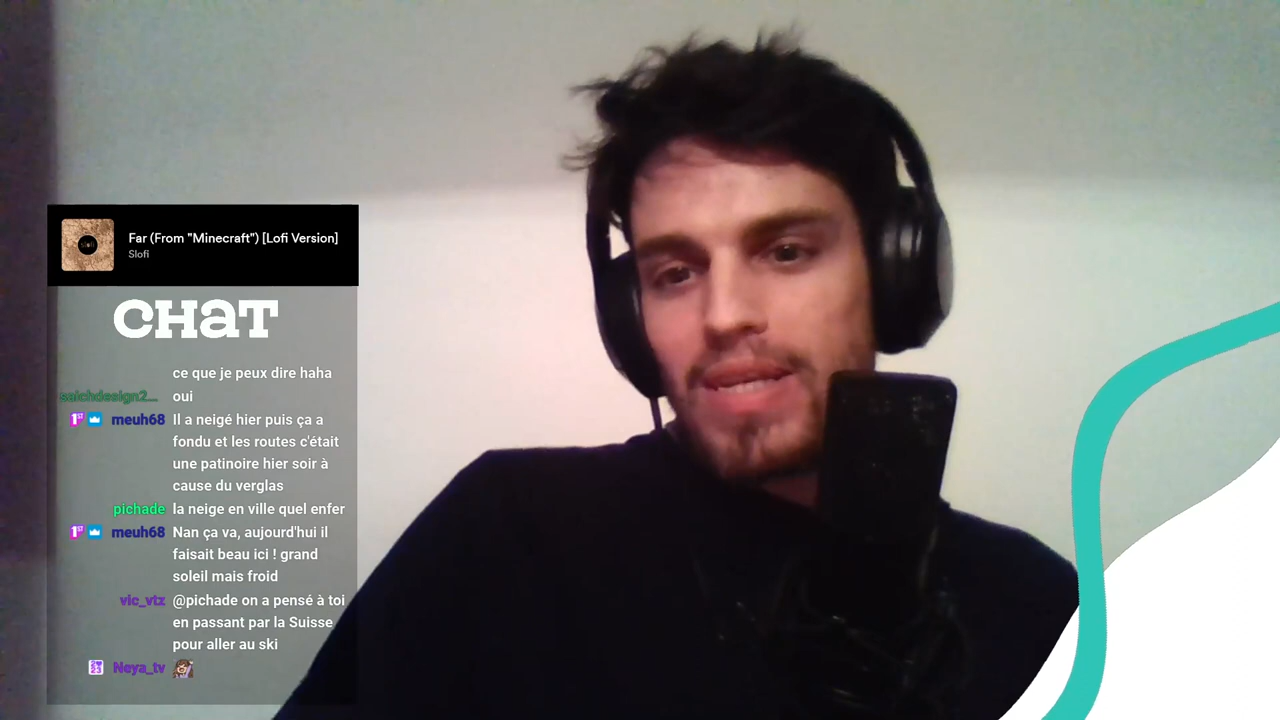 Far (From "Minecraft") [Lofi Version]
Slofi
CHaT
ce que je peux dire haha
oui
meuh68 Il a neigé hier puis ça a
fondu et les routes c'était
une patinoire hier soir à
cause du verglas
pichade la neige en ville quel enfer
meuh68 Nan ça va, aujourd'hui il
faisait beau ici ! grand
soleil mais froid
vic_vtz @pichade on a pensé à toi
en passant par la Suisse
pour aller au ski
Neya_tv